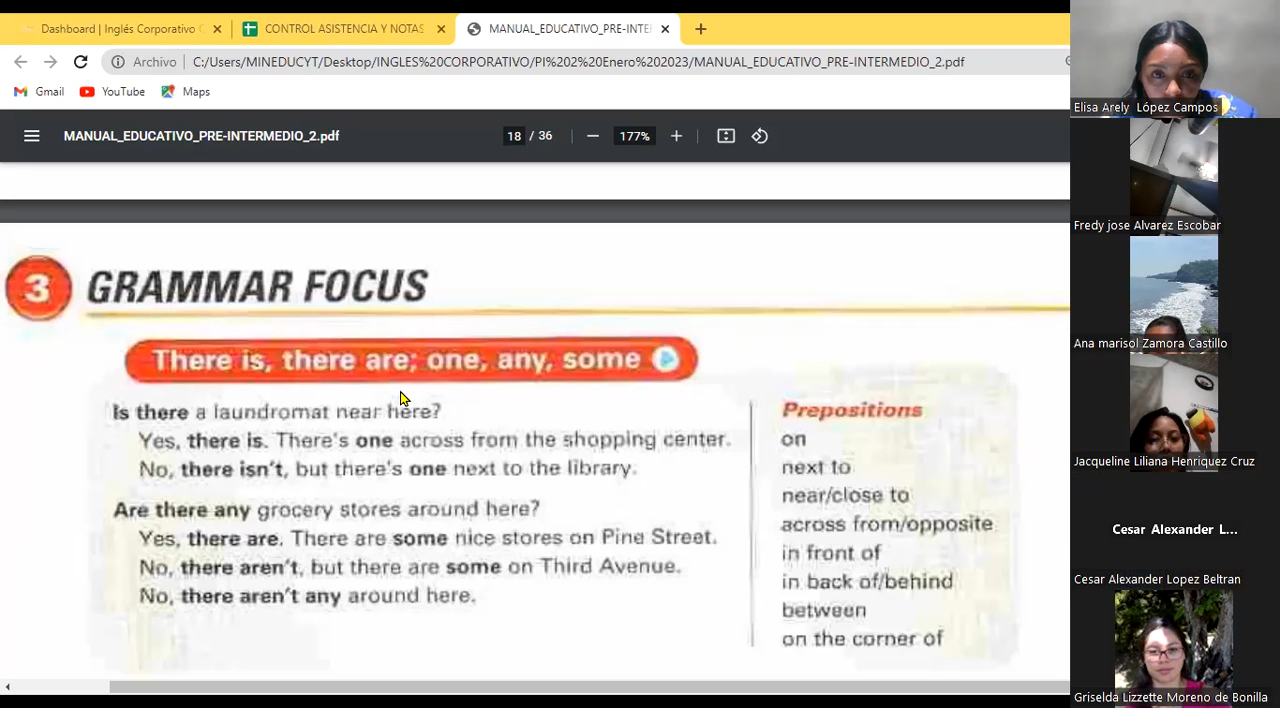 Dashboard | Inglés Corporativo
CONTROL ASISTENCIA Y NOTAS
MANUAL_EDUCATIVO_PRE-INTE
Archivo
C:/Users/MINEDUCYT/Desktop/INGLES%20CORPORATIVO/PI%202%20Enero%202023/MANUAL_EDUCATIVO_PRE-INTERMEDIO_2.pdf
Gmail
YouTube
Maps
MANUAL_EDUCATIVO_PRE-INTERMEDIO_2.pdf
18 / 36
177%
3 GRAMMAR FOCUS
There is, there are; one, any, some
Is there a laundromat near here?
Yes, there is. There's one across from the shopping center.
No, there isn't, but there's one next to the library.
Are there any grocery stores around here?
Yes, there are. There are some nice stores on Pine Street.
No, there aren't, but there are some on Third Avenue.
No, there aren't any around here.
Prepositions
on
next to
near/close to
across from/opposite
in front of
in back of/behind
between
on the corner of
Elisa Arely López Campos
Fredy jose Alvarez Escobar
Ana marisol Zamora Castillo
Jacqueline Liliana Henriquez Cruz
Cesar Alexander L...
Cesar Alexander Lopez Beltran
Griselda Lizzette Moreno de Bonilla